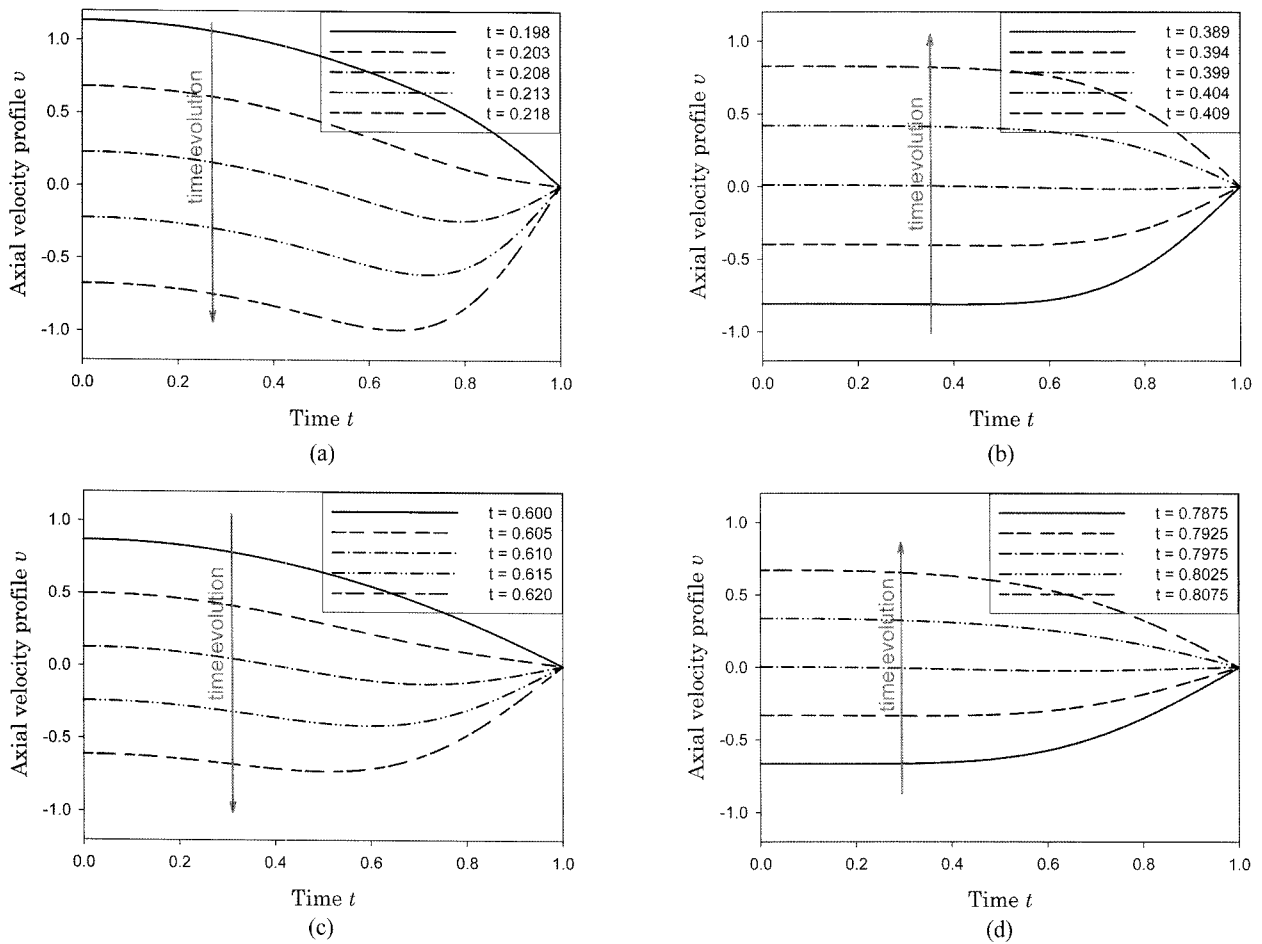 1.0
0.5
0.0
-0.5
-1.0
Axial velocity profile v
t = 0.198
t = 0.203
t = 0.208
t = 0.213
t = 0.218
time evolution
0.0 0.2 0.4 0.6 0.8 1.0
Time t
(a)
1.0
0.5
0.0
-0.5
-1.0
Axial velocity profile v
t = 0.389
t = 0.394
t = 0.399
t = 0.404
t = 0.409
time evolution
0.0 0.2 0.4 0.6 0.8 1.0
Time t
(b)
1.0
0.5
0.0
-0.5
-1.0
Axial velocity profile v
t = 0.600
t = 0.605
t = 0.610
t = 0.615
t = 0.620
time evolution
0.0 0.2 0.4 0.6 0.8 1.0
Time t
(c)
1.0
0.5
0.0
-0.5
-1.0
Axial velocity profile v
t = 0.7875
t = 0.7925
t = 0.7975
t = 0.8025
t = 0.8075
time evolution
0.0 0.2 0.4 0.6 0.8 1.0
Time t
(d)